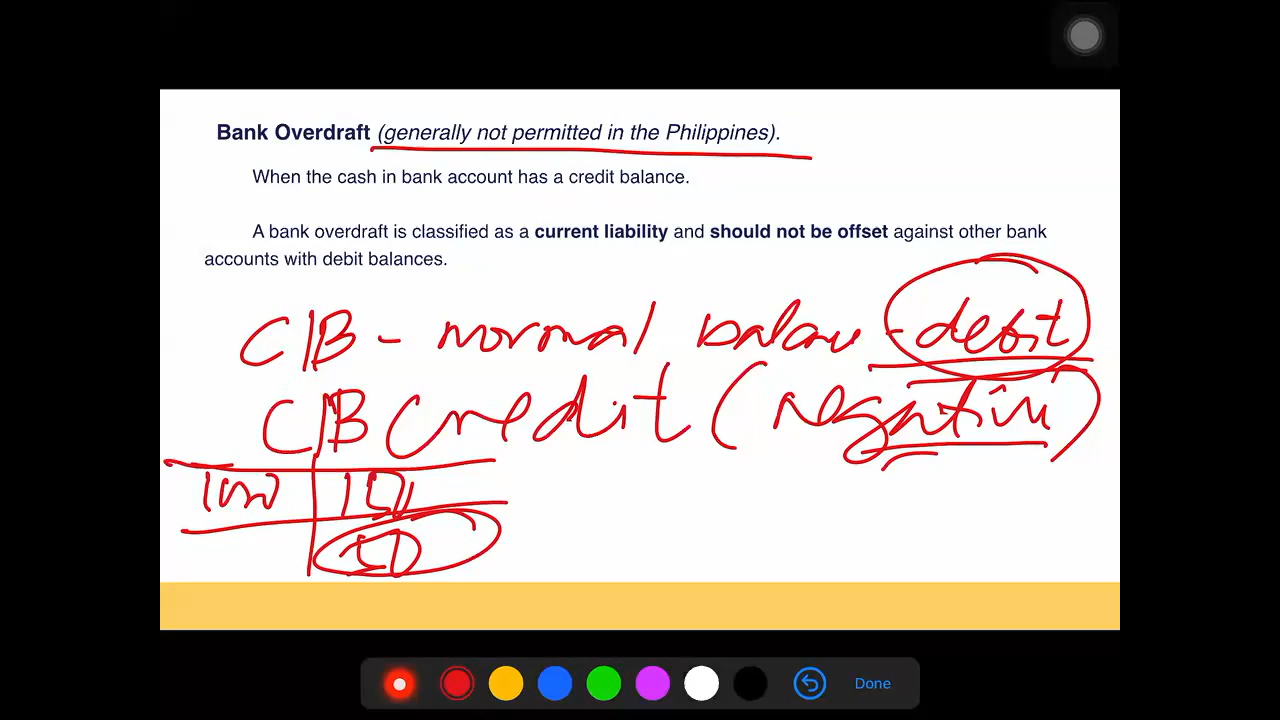 Bank Overdraft (generally not permitted in the Philippines).
When the cash in bank account has a credit balance.
A bank overdraft is classified as a current liability and should not be offset against other bank
accounts with debit balances.
C/B - normal balance - debit
C/B credit (negative)
Done